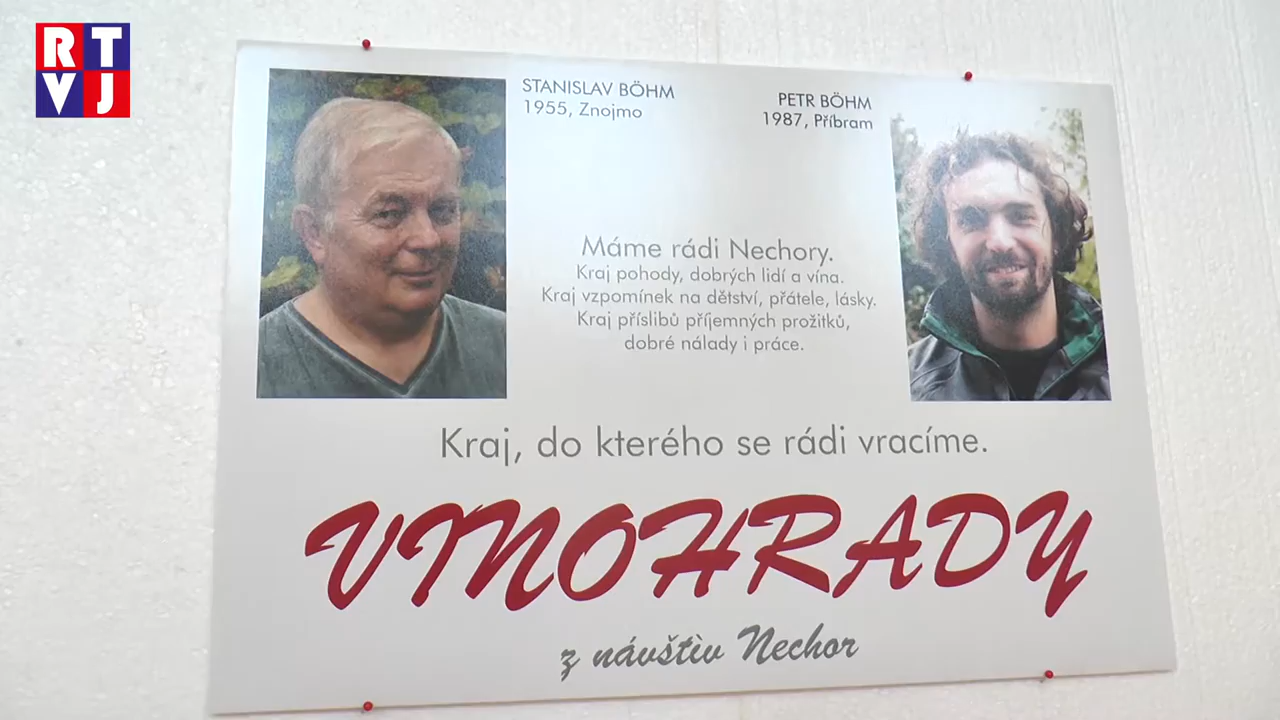 RT
VJ
STANISLAV BÖHM
1955, Znojmo
PETR BÖHM
1987, Příbram
Máme rádi Nechory.
Kraj pohody, dobrých lidí a vína.
Kraj vzpomínek na dětství, přátele, lásky.
Kraj příslibů příjemných prožitků,
dobré nálady i práce.
Kraj, do kterého se rádi vracíme.
VINOHRADY
z návštìv Nechor